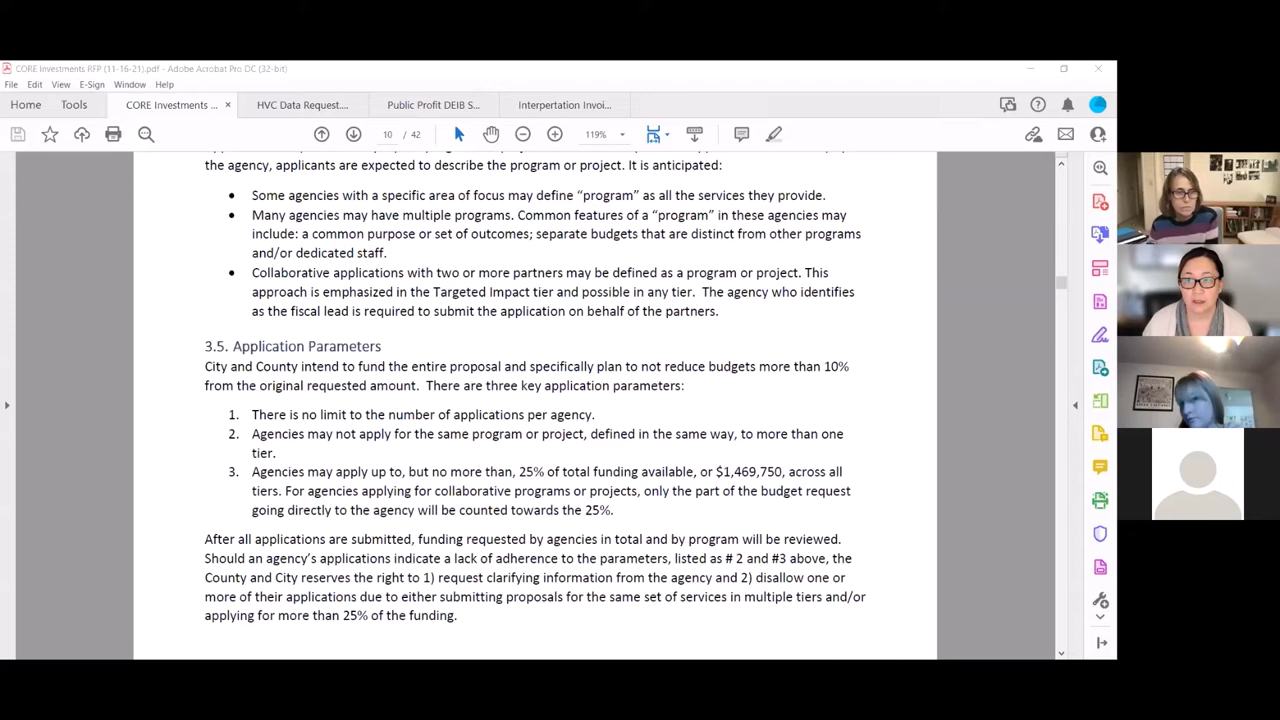 CORE Investments RFP (11-16-21).pdf - Adobe Acrobat Pro DC (32-bit)
File Edit View E-Sign Window Help
Home Tools CORE Investments ... × HVC Data Request.... Public Profit DEIB S... Interpertation Invoi...
10 / 42 119%
the agency, applicants are expected to describe the program or project. It is anticipated:
• Some agencies with a specific area of focus may define “program” as all the services they provide.
• Many agencies may have multiple programs. Common features of a “program” in these agencies may
include: a common purpose or set of outcomes; separate budgets that are distinct from other programs
and/or dedicated staff.
• Collaborative applications with two or more partners may be defined as a program or project. This
approach is emphasized in the Targeted Impact tier and possible in any tier. The agency who identifies
as the fiscal lead is required to submit the application on behalf of the partners.
3.5. Application Parameters
City and County intend to fund the entire proposal and specifically plan to not reduce budgets more than 10%
from the original requested amount. There are three key application parameters:
1. There is no limit to the number of applications per agency.
2. Agencies may not apply for the same program or project, defined in the same way, to more than one
tier.
3. Agencies may apply up to, but no more than, 25% of total funding available, or $1,469,750, across all
tiers. For agencies applying for collaborative programs or projects, only the part of the budget request
going directly to the agency will be counted towards the 25%.
After all applications are submitted, funding requested by agencies in total and by program will be reviewed.
Should an agency’s applications indicate a lack of adherence to the parameters, listed as # 2 and #3 above, the
County and City reserves the right to 1) request clarifying information from the agency and 2) disallow one or
more of their applications due to either submitting proposals for the same set of services in multiple tiers and/or
applying for more than 25% of the funding.